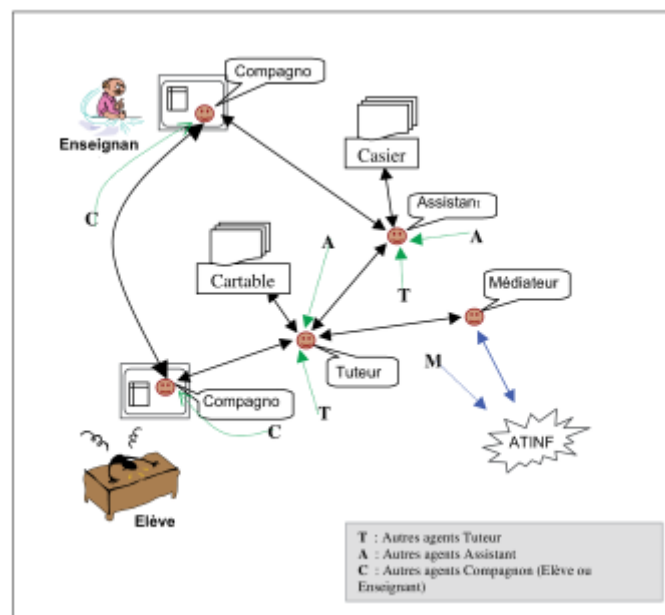 Compagno
Enseignan
Casier
C
Assistan
A
A
Cartable
T
Médiateur
Tuteur
M
Compagno
T
C
ATINF
Elève
T : Autres agents Tuteur
A : Autres agents Assistant
C : Autres agents Compagnon (Elève ou
Enseignant)